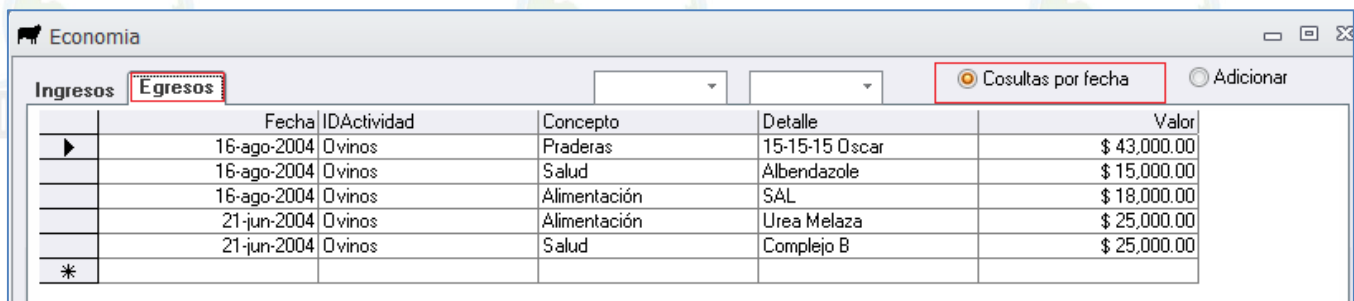 Economia
Ingresos Egresos Cosultas por fecha Adicionar
Fecha IDActividad Concepto Detalle Valor
16-ago-2004 Ovinos Praderas 15-15-15 Oscar $ 43,000.00
16-ago-2004 Ovinos Salud Albendazole $ 15,000.00
16-ago-2004 Ovinos Alimentación SAL $ 18,000.00
21-jun-2004 Ovinos Alimentación Urea Melaza $ 25,000.00
21-jun-2004 Ovinos Salud Complejo B $ 25,000.00